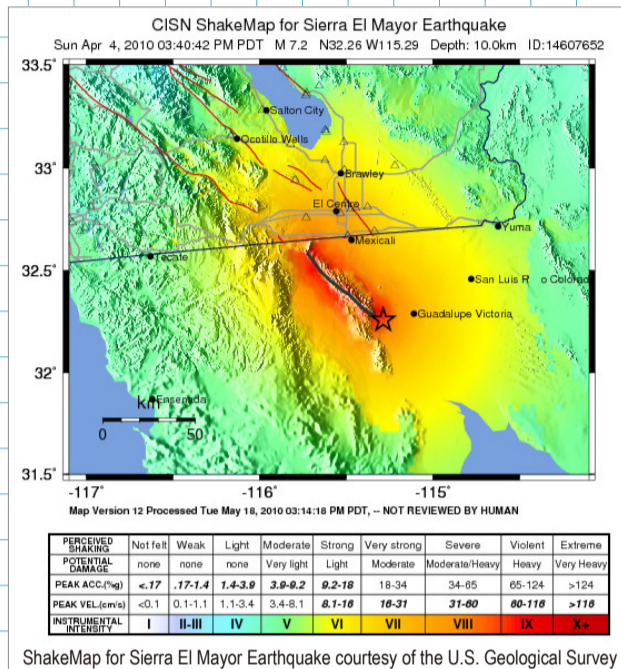 CISN ShakeMap for Sierra El Mayor Earthquake
Sun Apr 4, 2010 03:40:42 PM PDT M 7.2 N32.26 W115.29 Depth: 10.0km ID:14607652
33.5°
Salton City
Ocotillo Wells
33°
Brawley
El Centro
Yuma
Mexicali
Tecate
32.5°
San Luis R
Colorad
Guadalupe Victoria
32°
Ensenada
km
0 50
31.5°
-117° -116° -115°
Map Version 12 Processed Tue May 18, 2010 03:14:18 PM PDT, -- NOT REVIEWED BY HUMAN
PERCEIVED SHAKING Not felt Weak Light Moderate Strong Very strong Severe Violent Extreme
POTENTIAL DAMAGE none none none Very light Light Moderate Moderate/Heavy Heavy Very Heavy
PEAK ACC.(%g) <.17 .17-1.4 1.4-3.9 3.9-9.2 9.2-18 18-34 34-65 65-124 >124
PEAK VEL.(cm/s) <0.1 0.1-1.1 1.1-3.4 3.4-8.1 8.1-16 16-31 31-60 60-116 >116
INSTRUMENTAL INTENSITY I II-III IV V VI VII VIII IX X+
ShakeMap for Sierra El Mayor Earthquake courtesy of the U.S. Geological Survey